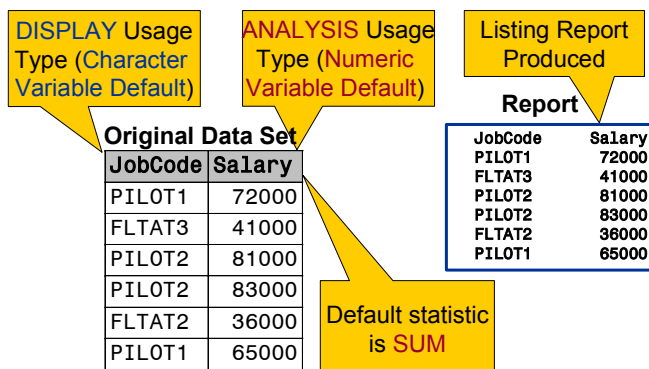 DISPLAY Usage
Type (Character
Variable Default)
ANALYSIS Usage
Type (Numeric
Variable Default)
Listing Report
Produced
Original Data Set
JobCode Salary
PILOT1 72000
FLTAT3 41000
PILOT2 81000
PILOT2 83000
FLTAT2 36000
PILOT1 65000
Default statistic
is SUM
Report
JobCode Salary
PILOT1 72000
FLTAT3 41000
PILOT2 81000
PILOT2 83000
FLTAT2 36000
PILOT1 65000